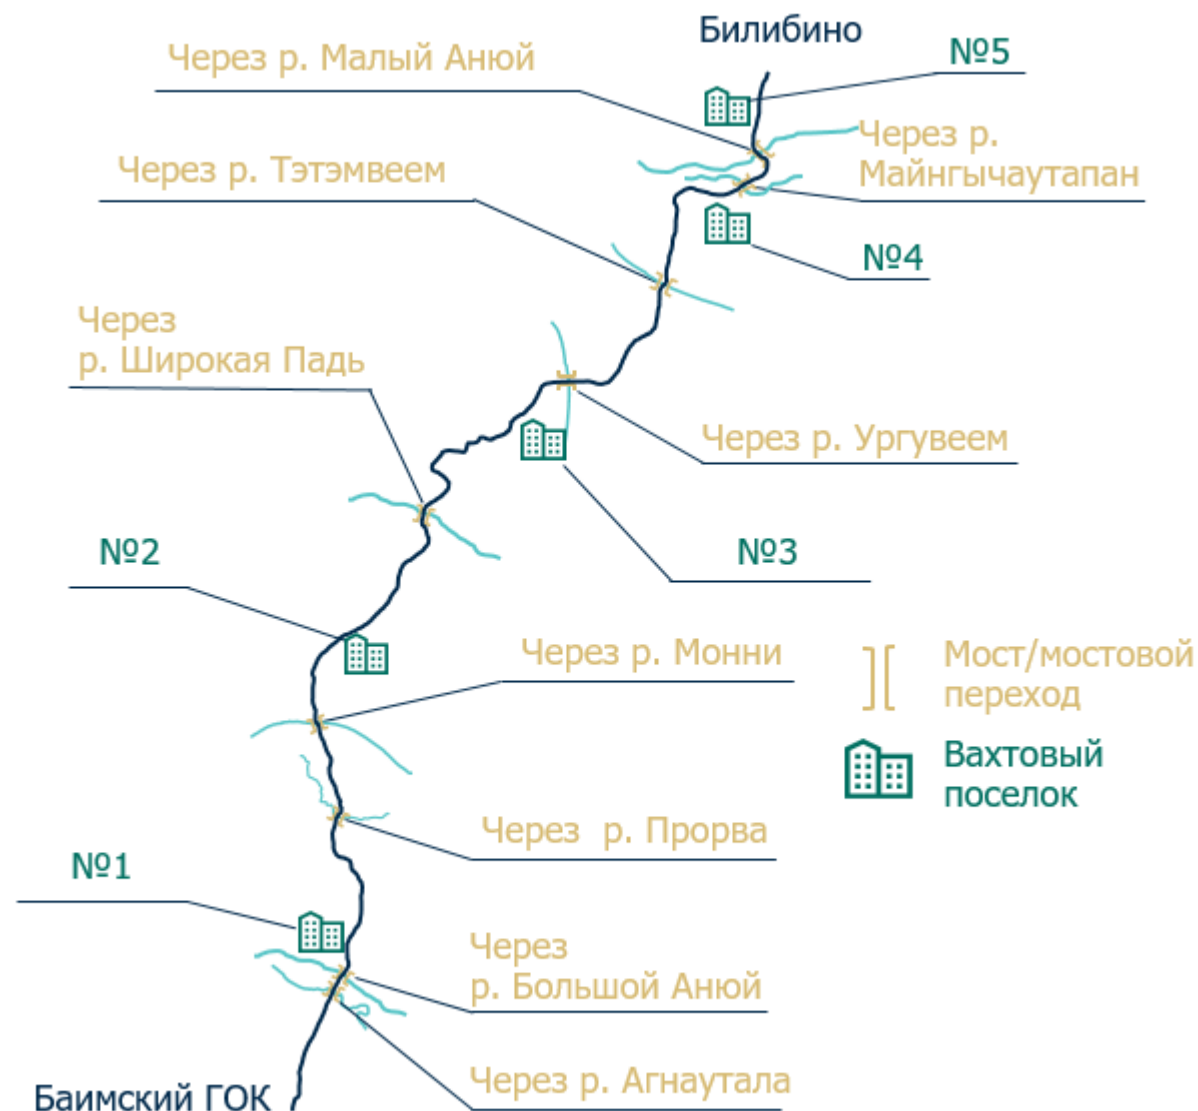 Билибино
Через р. Малый Анюй
№5
Через р.
Майнгычаутапан
Через р. Тэтэмвеем
№4
Через
р. Широкая Падь
Через р. Ургувеем
№2
№3
Через р. Монни
Мост/мостовой
переход
Вахтовый
поселок
Через р. Прорва
№1
Через
р. Большой Анюй
Через р. Агнаутала
Баимский ГОК